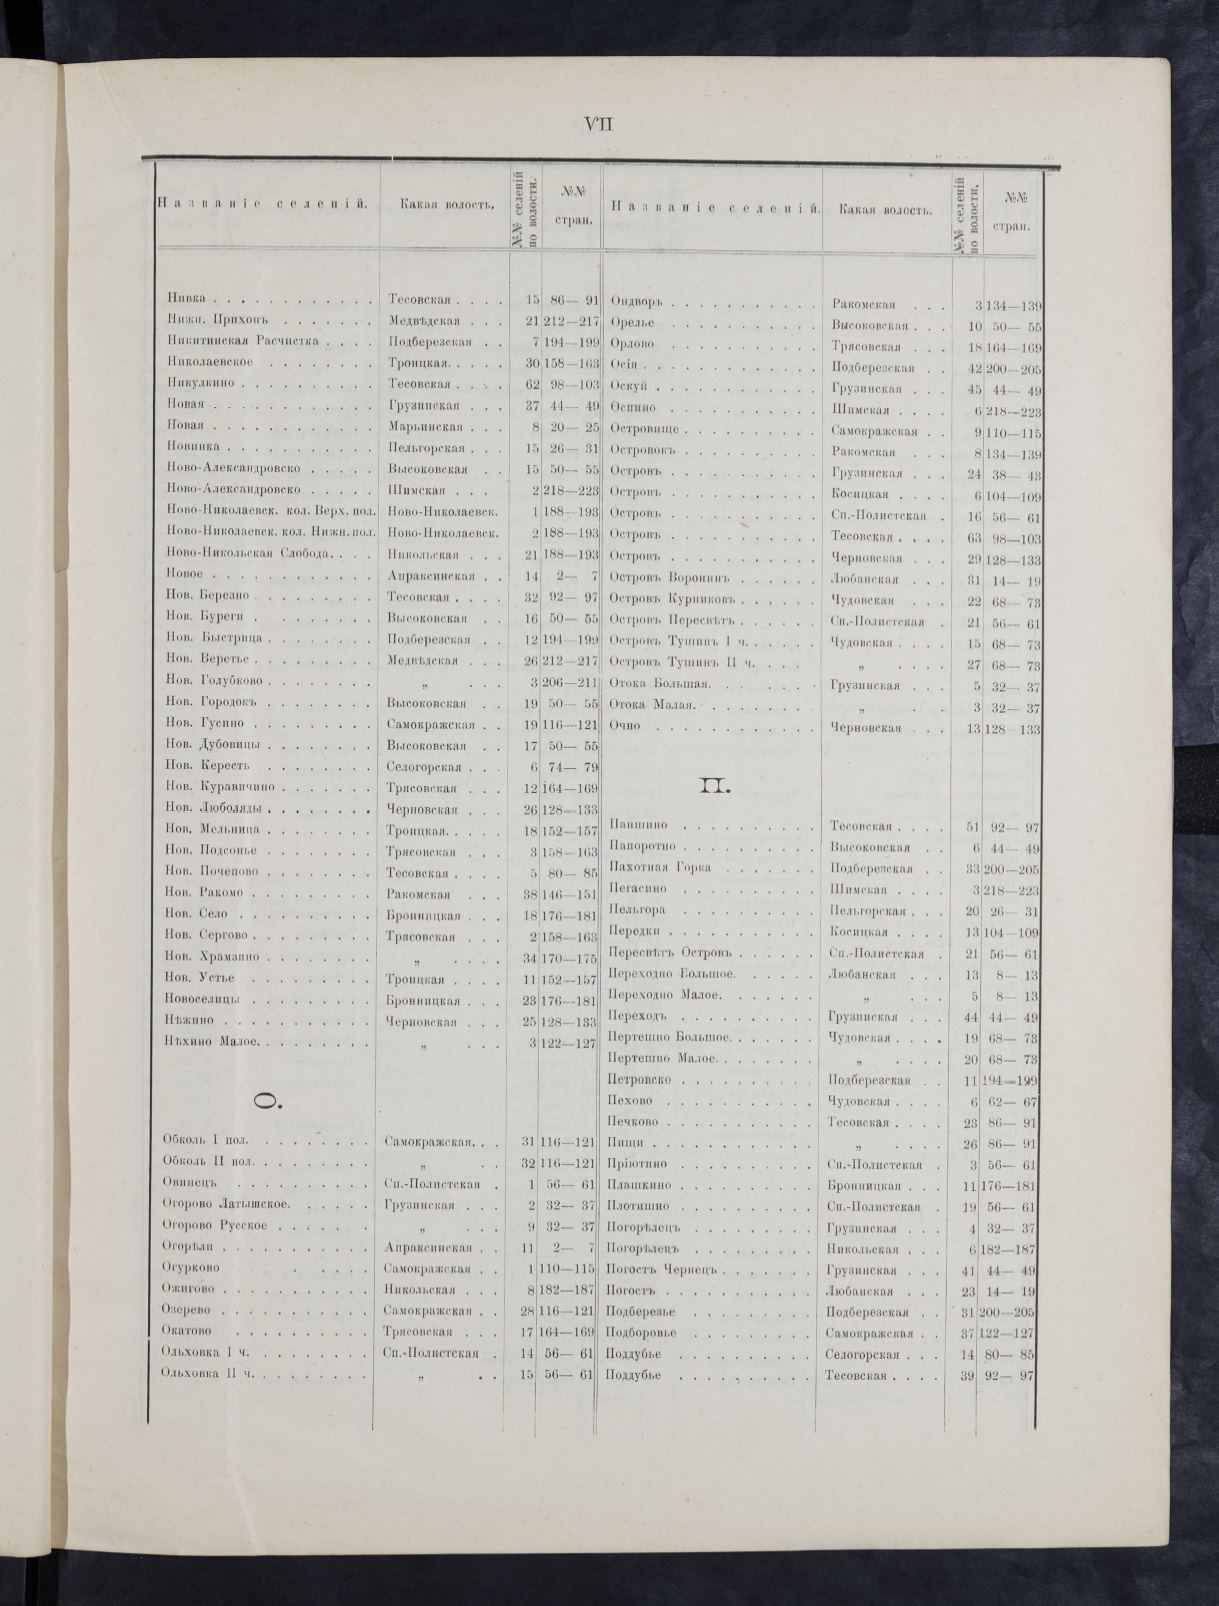 VII
Названіе селеній. Какая волость. №№ селеній по волости. №№ стран.
Нивка . . . . . . . . . . . . Тесовская . . . . 15 86— 91
Нижн. Прихонъ . . . . . . . Медвѣдская . . . 21 212—217
Никитинская Расчистка . . . . Подберезская . . 7 194—199
Николаевское . . . . . . . . Троицкая. . . . . 30 158—163
Никулкино . . . . . . . . . . Тесовская . . . . 62 98—103
Новая . . . . . . . . . . . . Грузинская . . . 37 44— 49
Новая . . . . . . . . . . . . Марьинская . . . 8 20— 25
Новинка . . . . . . . . . . . Пельгорская . . . 15 26— 31
Ново-Александровско . . . . . Высоковская . . 15 50— 55
Ново-Александровско . . . . . Шимская . . . 2 218—223
Ново-Николаевск. кол. Верх. пол. Ново-Николаевск. 1 188—193
Ново-Николаевск. кол. Нижн. пол. Ново-Николаевск. 2 188—193
Ново-Никольская Слобода. . . . Никольская . . . 21 188—193
Новое . . . . . . . . . . . . Апраксинская . . 14 2— 7
Нов. Березно . . . . . . . . . Тесовская . . . . 32 92— 97
Нов. Буреги . . . . . . . . Высоковская . . 16 50— 55
Нов. Быстрица . . . . . . . . Подберезская . . 12 194—199
Нов. Веретье . . . . . . . . . Медвѣдская . . . 26 212—217
Нов. Голубково . . . . . . . . „ . . . 3 206—211
Нов. Городокъ . . . . . . . . Высоковская . . 19 50— 55
Нов. Гусино . . . . . . . . . Самокражская . . 19 116—121
Нов. Дубовицы . . . . . . . . Высоковская . . 17 50— 55
Нов. Кересть . . . . . . . . Селогорская . . . 6 74— 79
Нов. Куравичино . . . . . . . Трясовская . . . 12 164—169
Нов. Люболяды . . . . . . . . Черновская . . . 26 128—133
Нов. Мельница . . . . . . . . Троицкая. . . . . 18 152—157
Нов. Подсонье . . . . . . . . Трясовская . . . 3 158—163
Нов. Почепово . . . . . . . . Тесовская . . . . 5 80— 85
Нов. Ракомо . . . . . . . . . Ракомская . . . 38 146—151
Нов. Село . . . . . . . . . . Бронницкая . . . 18 176—181
Нов. Сергово . . . . . . . . . Трясовская . . . 2 158—163
Нов. Храмзино . . . . . . . . „ . . . . 34 170—175
Нов. Устье . . . . . . . . . Троицкая . . . . 11 152—157
Новоселицы . . . . . . . . . Бронницкая . . . 23 176—181
Нѣжино . . . . . . . . . . . Черновская . . . 25 128—133
Нѣхино Малое. . . . . . . . . „ . . . 3 122—127
О.
Обколь I пол. . . . . . . . . Самокражская. . . 31 116—121
Обколь II пол. . . . . . . . . „ . . 32 116—121
Овинецъ . . . . . . . . . . Сп.-Полистская . 1 56— 61
Огорово Латышское. . . . . . Грузинская . . . 2 32— 37
Огорово Русское . . . . . . „ . . . 9 32— 37
Огорѣли . . . . . . . . . . . Апраксинская . . 11 2— 7
Огурково . . . . Самокражская . . 1 110—115
Ожигово . . . . . . . . . . . Никольская . . . 8 182—187
Озерево . . . . . . . . . . . Самокражская . . 28 116—121
Окатово . . . . . . . . . . Трясовская . . . 17 164—169
Ольховка I ч. . . . . . . . . Сп.-Полистская . 14 56— 61
Ольховка II ч. . . . . . . . . „ . . 15 56— 61
Названіе селеній. Какая волость. №№ селеній по волости. №№ стран.
Ондворъ . . . . . . . . . . . Ракомская . . . 3 134—139
Орелье . . . . . . . . . . . Высоковская . . . 10 50— 55
Орлово . . . . . . . . . . . Трясовская . . . 18 164—169
Осія . . . . . . . . . . . . . Подберезская . . 42 200—205
Оскуй . . . . . . . . . . . . Грузинская . . . 45 44— 49
Оспино . . . . . . . . . . . Шимская . . . . 6 218—223
Островище . . . . . . . . . . Самокражская . . 9 110—115
Островокъ . . . . . . . . . . Ракомская . . . 8 134—139
Островъ . . . . . . . . . . . Грузинская . . . 24 38— 43
Островъ . . . . . . . . . . . Косицкая . . . . 6 104—109
Островъ . . . . . . . . . . . Сп.-Полистская . 16 56— 61
Островъ . . . . . . . . . . . Тесовская . . . . 63 98—103
Островъ . . . . . . . . . . . Черновская . . . 29 128—133
Островъ Воронинъ . . . . . . Любанская . . . 31 14— 19
Островъ Курниковъ . . . . . . Чудовская . . . 22 68— 73
Островъ Пересвѣтъ . . . . . . Сп.-Полистская . 21 56— 61
Островъ Тушинъ I ч. . . . . . Чудовская . . . . 15 68— 73
Островъ Тушинъ II ч. . . . „ . . . . 27 68— 73
Отока Большая. . . . . . . Грузинская . . . 5 32— 37
Отока Малая. . . . . . . . . „ . . 3 32— 37
Очно . . . . . . . . . . . . Черновская . . . 13 128—133
П.
Паншино . . . . . . . . . . Тесовская . . . . 51 92— 97
Папоротно . . . . . . . . . . Высоковская . . 6 44— 49
Пахотная Горка . . . . . . . Подберезская . . 33 200—205
Пегасино . . . . . . . . . . Шимская . . . . 3 218—223
Пельгора . . . . . . . . . . Пельгорская . . . 20 26— 31
Передки . . . . . . . . . . . Косицкая . . . . 13 104—109
Пересвѣтъ Островъ . . . . . . Сп.-Полистская . 21 56— 61
Переходно Большое. . . . . . Любанская . . . 13 8— 13
Переходно Малое. . . . . . . „ . . . 5 8— 13
Переходъ . . . . . . . . . . Грузинская . . . 44 44— 49
Пертешно Большое. . . . . . . Чудовская . . . . 19 68— 73
Пертешно Малое. . . . . . . . „ . . . . 20 68— 73
Петровско . . . . . . . . . . Подберезская . . 11 194—199
Пехово . . . . . . . . . . . Чудовская . . . . 6 62— 67
Печково . . . . . . . . . . . Тесовская . . . . 23 86— 91
Пищи . . . . . . . . . . . . „ . . . . 26 86— 91
Пріютино . . . . . . . . . . Сп.-Полистская . 3 56— 61
Плашкино . . . . . . . . . . Бронницкая . . . 11 176—181
Плотишно . . . . . . . . . . Сп.-Полистская . 19 56— 61
Погорѣлецъ . . . . . . . . . Грузинская . . . 4 32— 37
Погорѣлецъ . . . . . . . . . Никольская . . . 6 182—187
Погостъ Чернецъ . . . . . . . Грузинская . . . 41 44— 49
Погостъ . . . . . . . . . . . Любанская . . . 23 14— 19
Подберезье . . . . . . . . . Подберезская . . 31 200—205
Подборовье . . . . . . . . . Самокражская . . 37 122—127
Поддубье . . . . . . . . . . Селогорская . . . 14 80— 85
Поддубье . . . . . . . . . . Тесовская . . . . 39 92— 97